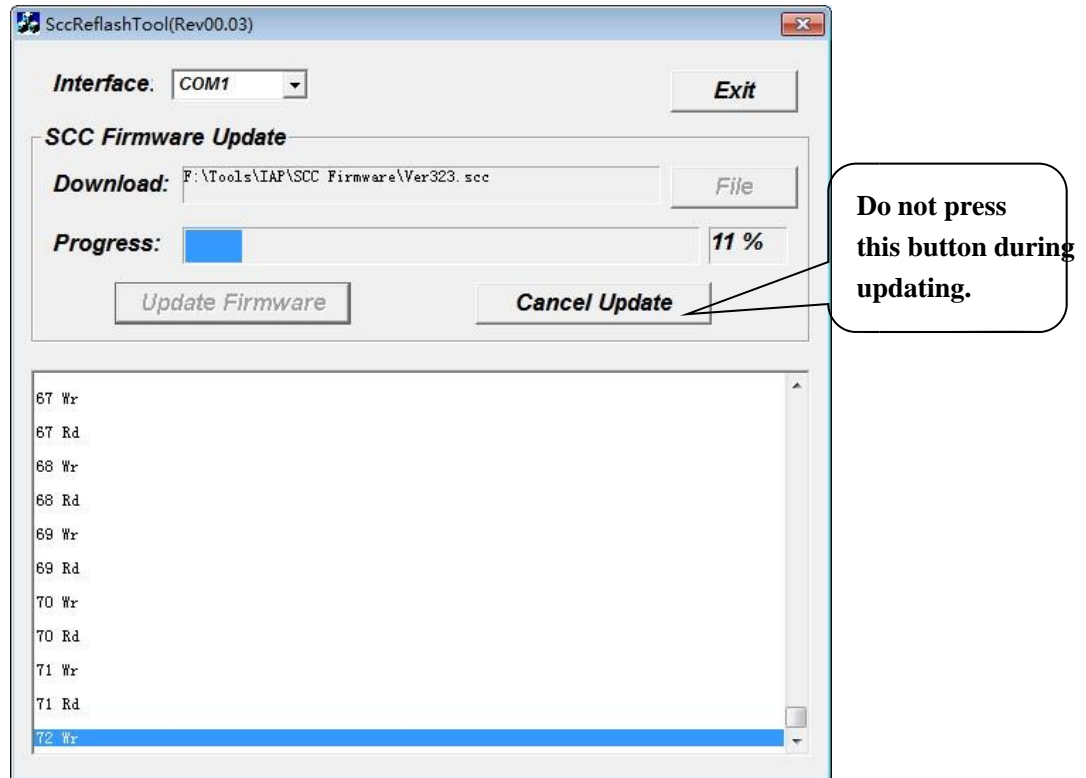 SccReflashTool(Rev00.03)
Interface: COM1
Exit
SCC Firmware Update
Download: F:\Tools\IAP\SCC Firmware\Ver323.scc
File
Progress: 11 %
Update Firmware Cancel Update
Do not press
this button during
updating.
67 Wr
67 Rd
68 Wr
68 Rd
69 Wr
69 Rd
70 Wr
70 Rd
71 Wr
71 Rd
72 Wr